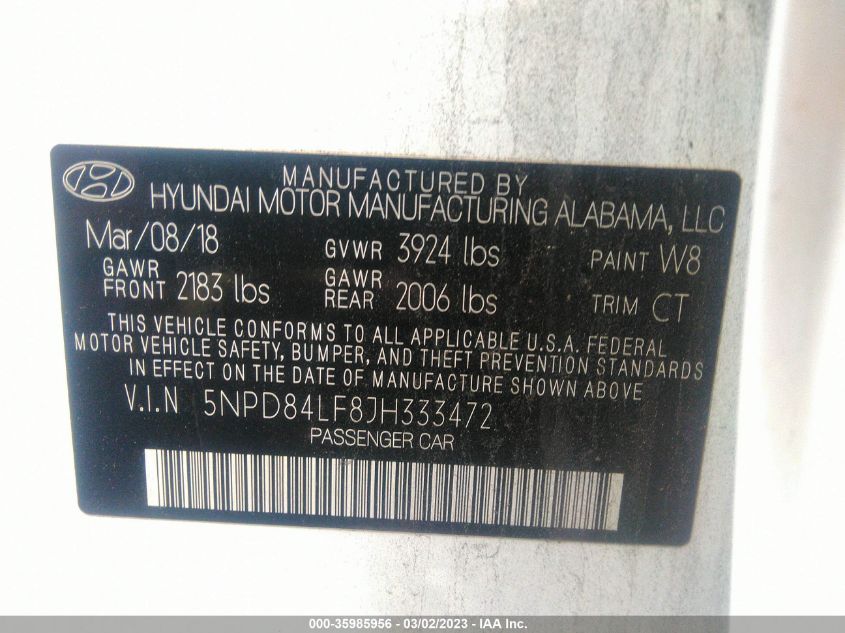 MANUFACTURED BY
HYUNDAI MOTOR MANUFACTURING ALABAMA, LLC
Mar/08/18 GVWR 3924 lbs PAINT W8
GAWR FRONT 2183 lbs GAWR REAR 2006 lbs TRIM CT
THIS VEHICLE CONFORMS TO ALL APPLICABLE U.S.A. FEDERAL
MOTOR VEHICLE SAFETY, BUMPER, AND THEFT PREVENTION STANDARDS
IN EFFECT ON THE DATE OF MANUFACTURE SHOWN ABOVE
V.I.N 5NPD84LF8JH333472
PASSENGER CAR
000-35985956 — 03/02/2023 — © IAA, Inc.